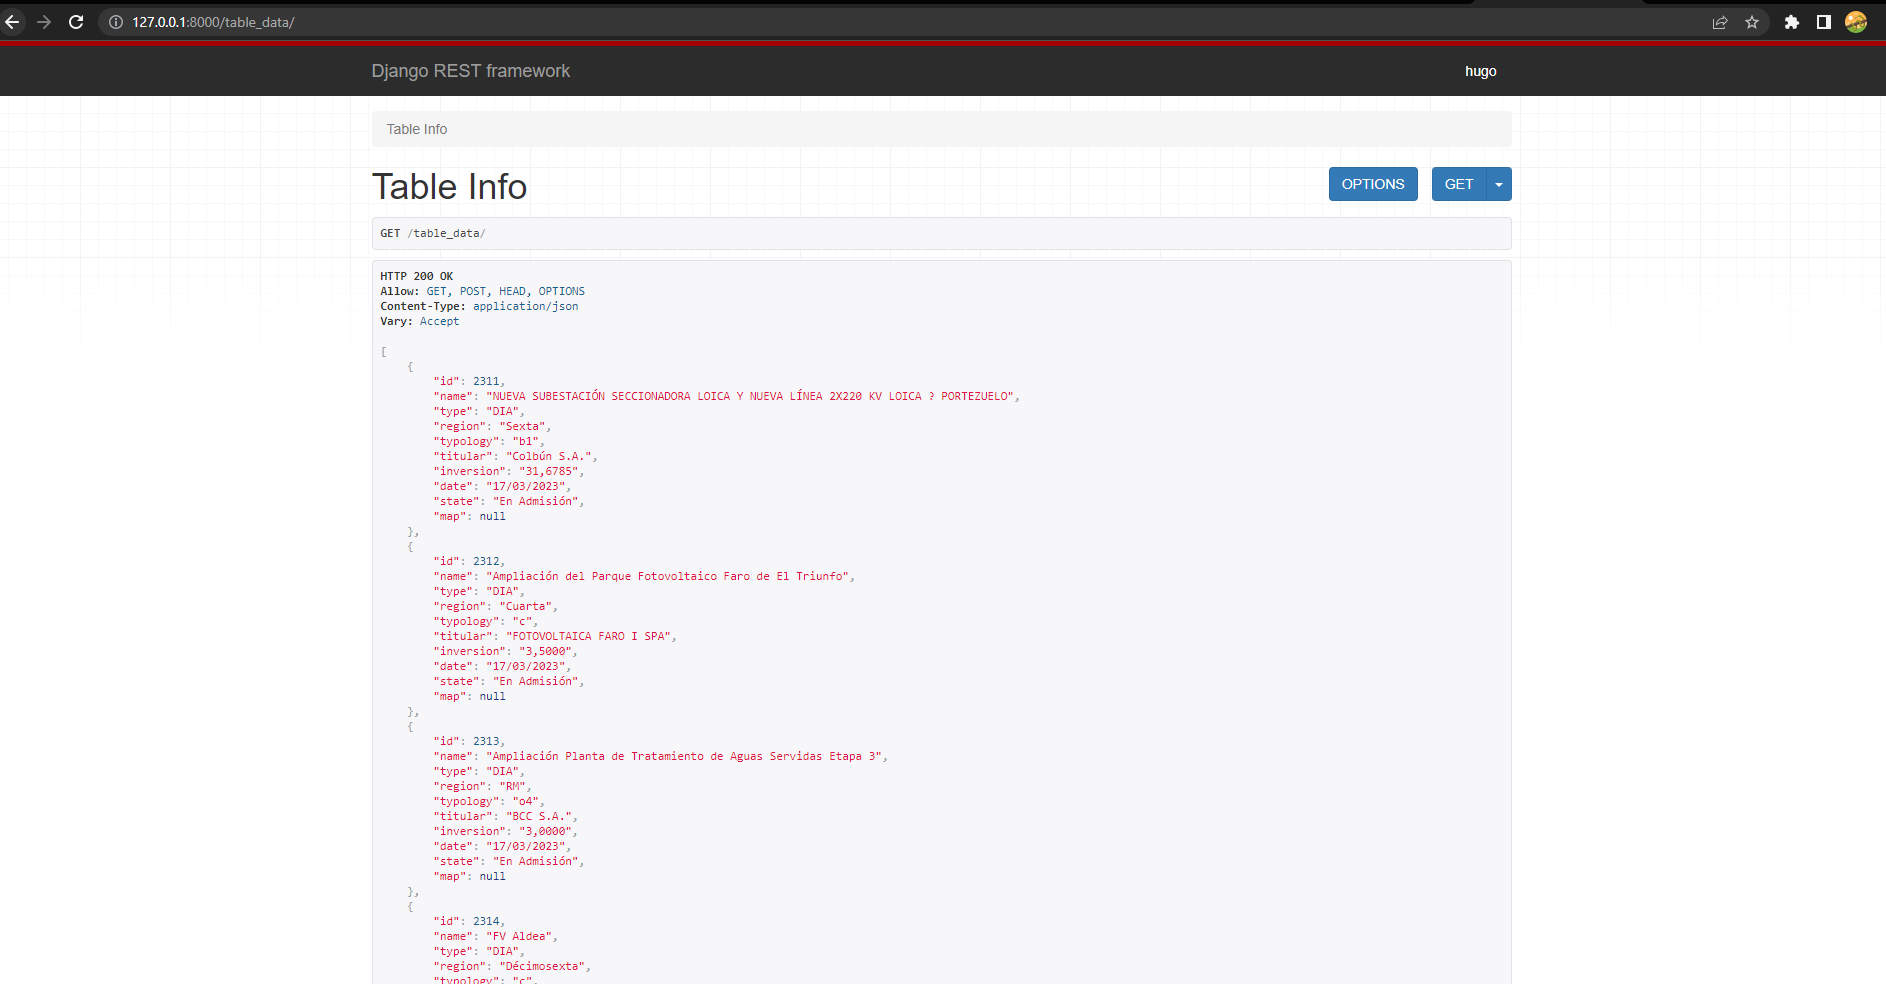 127.0.0.1:8000/table_data/
Django REST framework
hugo
Table Info
Table Info
OPTIONS
GET
GET /table_data/
HTTP 200 OK
Allow: GET, POST, HEAD, OPTIONS
Content-Type: application/json
Vary: Accept
[
{
"id": 2311,
"name": "NUEVA SUBESTACIÓN SECCIONADORA LOICA Y NUEVA LÍNEA 2X220 KV LOICA ? PORTEZUELO",
"type": "DIA",
"region": "Sexta",
"typology": "b1",
"titular": "Colbún S.A.",
"inversion": "31,6785",
"date": "17/03/2023",
"state": "En Admisión",
"map": null
},
{
"id": 2312,
"name": "Ampliación del Parque Fotovoltaico Faro de El Triunfo",
"type": "DIA",
"region": "Cuarta",
"typology": "c",
"titular": "FOTOVOLTAICA FARO I SPA",
"inversion": "3,5000",
"date": "17/03/2023",
"state": "En Admisión",
"map": null
},
{
"id": 2313,
"name": "Ampliación Planta de Tratamiento de Aguas Servidas Etapa 3",
"type": "DIA",
"region": "RM",
"typology": "o4",
"titular": "BCC S.A.",
"inversion": "3,0000",
"date": "17/03/2023",
"state": "En Admisión",
"map": null
},
{
"id": 2314,
"name": "FV Aldea",
"type": "DIA",
"region": "Décimosexta",
"typology": "c",